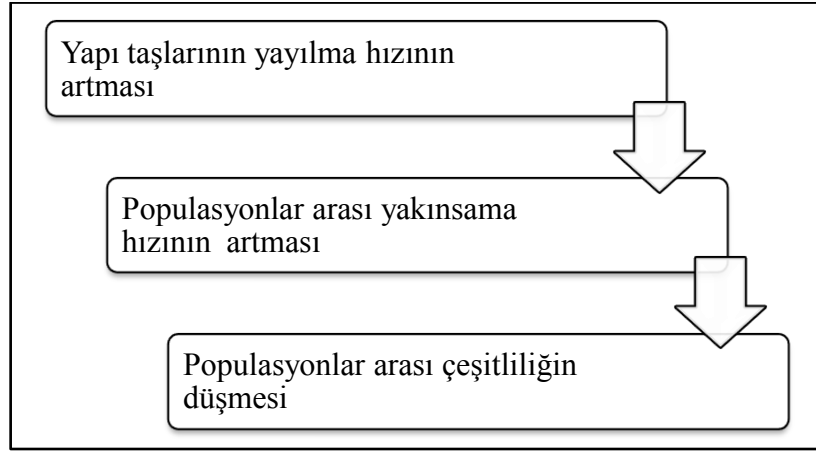 Yapı taşlarının yayılma hızının
artması
Populasyonlar arası yakınsama
hızının artması
Populasyonlar arası çeşitliliğin
düşmesi